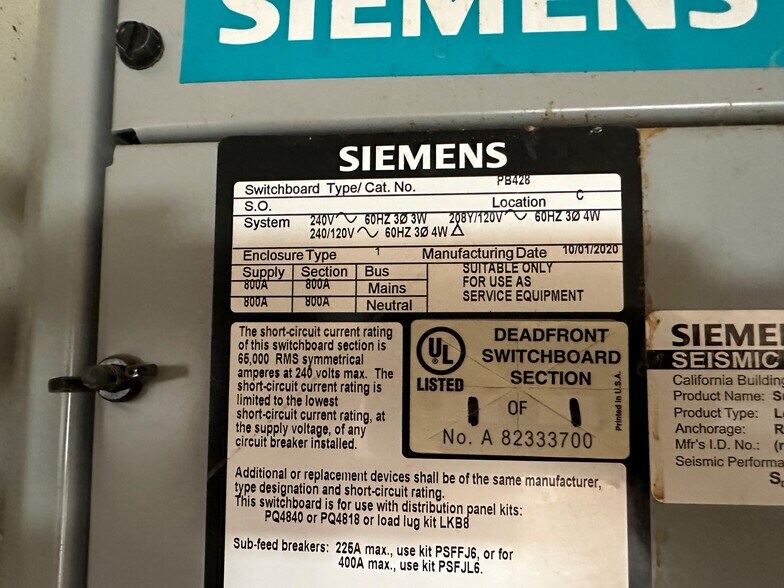 SIEMENS
SIEMENS
Switchboard Type/ Cat. No. PB428
S.O. Location C
System 240V ∿ 60HZ 3Ø 3W 208Y/120V ∿ 60HZ 3Ø 4W
240/120V ∿ 60HZ 3Ø 4W △
Enclosure Type 1 Manufacturing Date 10/01/2020
Supply Section Bus SUITABLE ONLY
800A 800A Mains FOR USE AS
800A 800A Neutral SERVICE EQUIPMENT
The short-circuit current rating
of this switchboard section is
65,000 RMS symmetrical
amperes at 240 volts max. The
short-circuit current rating is
limited to the lowest
short-circuit current rating, at
the supply voltage, of any
circuit breaker installed.
UL
LISTED
DEADFRONT
SWITCHBOARD
SECTION
1 OF 1
No. A 82333700
Printed in U.S.A.
Additional or replacement devices shall be of the same manufacturer,
type designation and short-circuit rating.
This switchboard is for use with distribution panel kits:
PQ4840 or PQ4818 or load lug kit LKB8
Sub-feed breakers: 225A max., use kit PSFFJ6, or for
400A max., use kit PSFJL6.
SIEME
SEISMIC
California Building
Product Name: S
Product Type: L
Anchorage: R
Mfr's I.D. No.: (
Seismic Performa
S